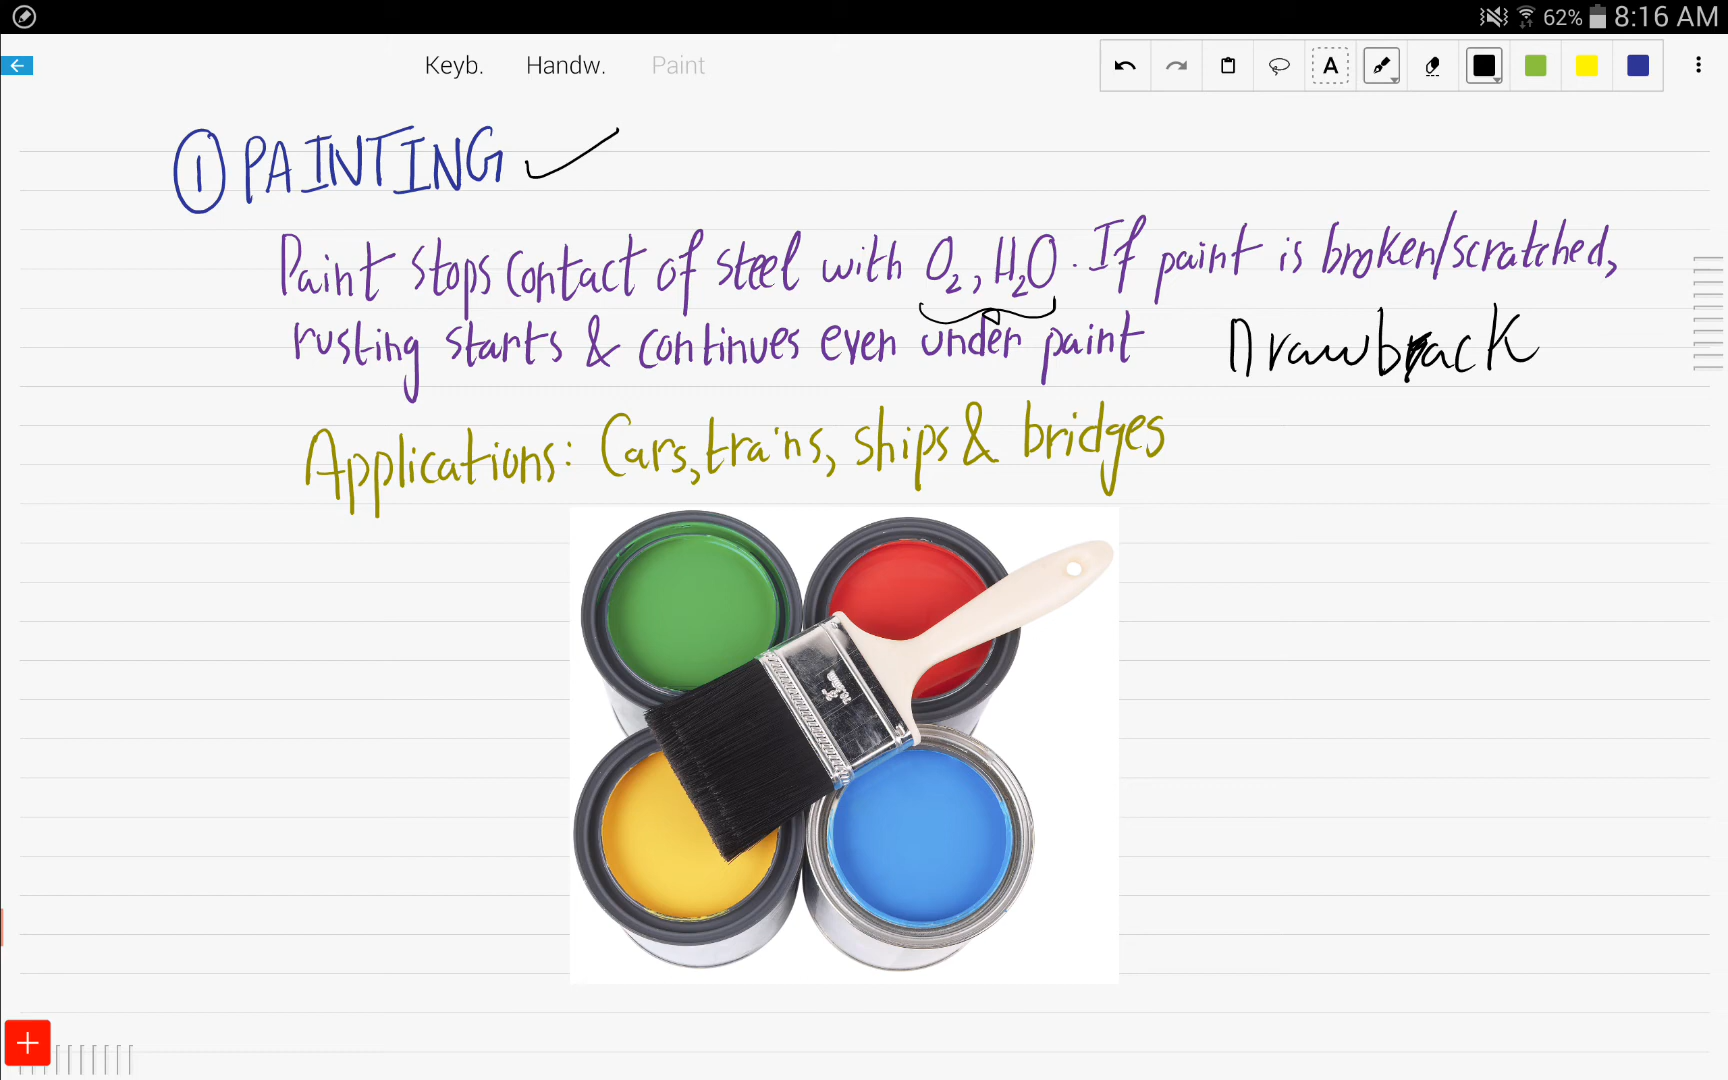 62% 8:16 AM
Keyb. Handw. Paint A
① PAINTING
Paint stops contact of steel with O₂, H₂O. If paint is broken/scratched,
rusting starts & continues even under paint Drawback
Applications: Cars, trains, ships & bridges